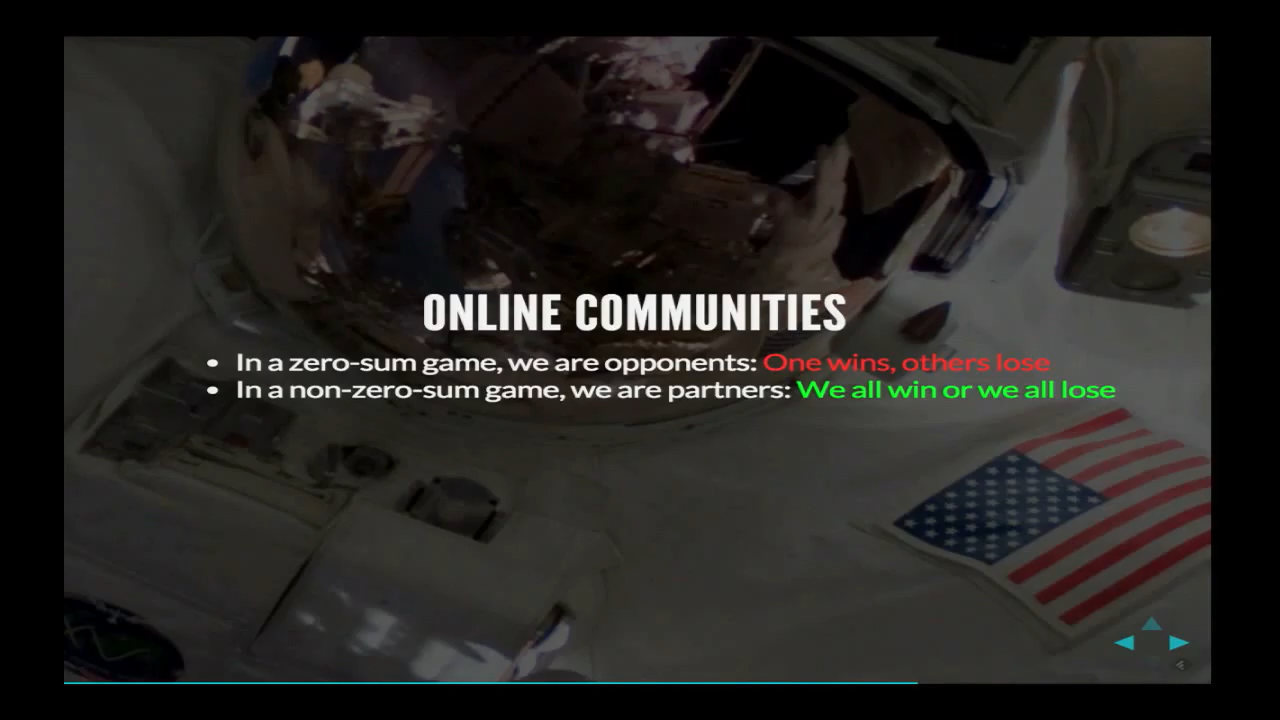 ONLINE COMMUNITIES
• In a zero-sum game, we are opponents: One wins, others lose
• In a non-zero-sum game, we are partners: We all win or we all lose